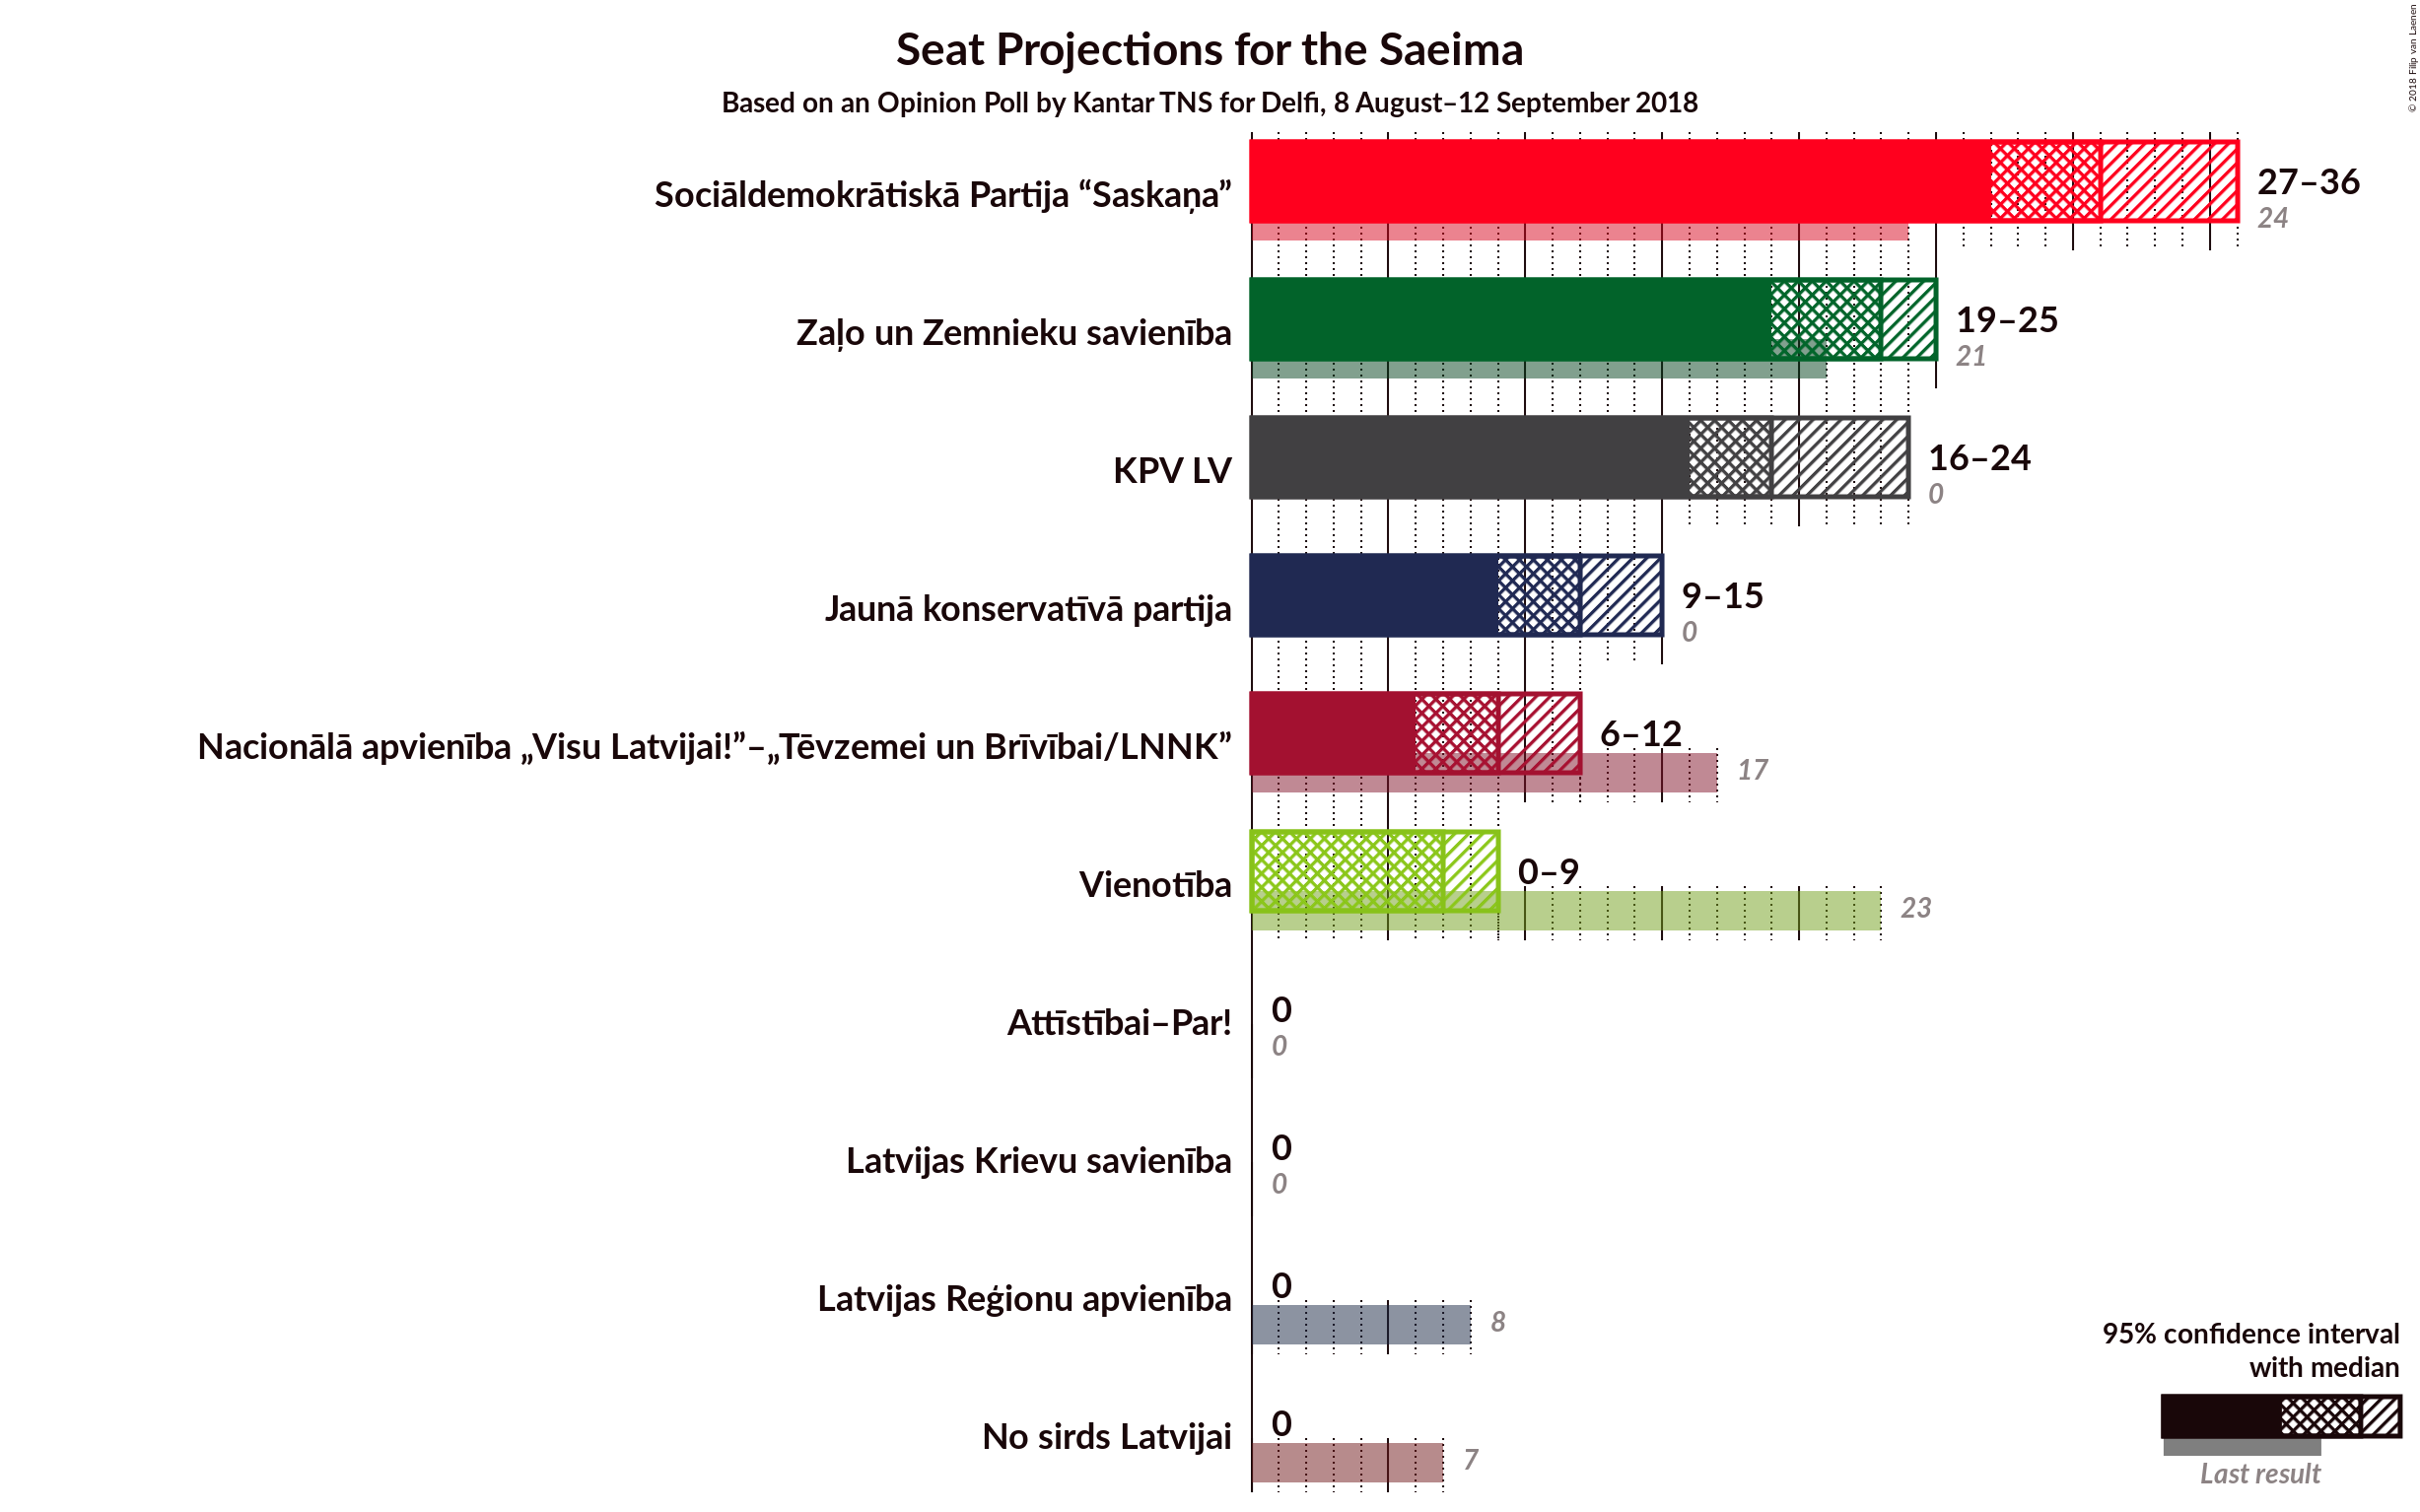 Seat Projections for the Saeima
Based on an Opinion Poll by Kantar TNS for Delfi, 8 August–12 September 2018
© 2018 Filip van Laenen
Sociāldemokrātiskā Partija “Saskaņa”
27–36
24
Zaļo un Zemnieku savienība
19–25
21
KPV LV
16–24
0
Jaunā konservatīvā partija
9–15
0
Nacionālā apvienība „Visu Latvijai!”–„Tēvzemei un Brīvībai/LNNK”
6–12
17
Vienotība
0–9
23
Attīstībai–Par!
0
0
Latvijas Krievu savienība
0
0
Latvijas Reģionu apvienība
0
8
No sirds Latvijai
0
7
95% confidence interval
with median
Last result